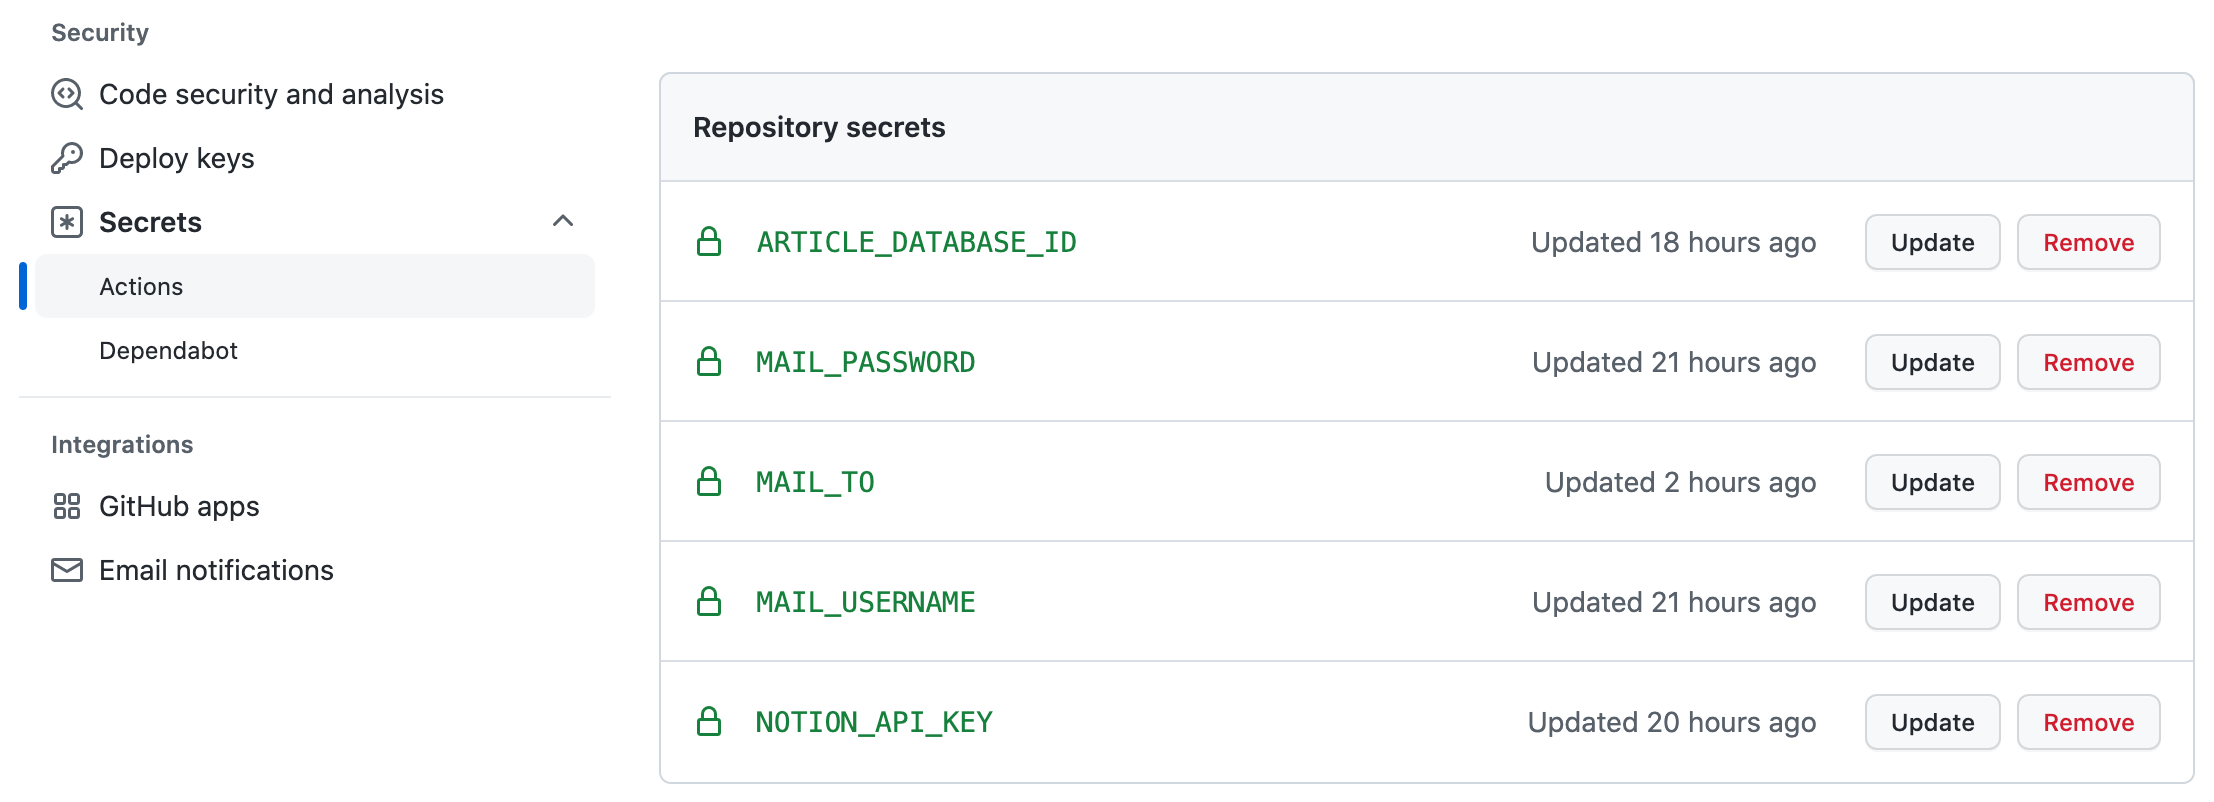 Security
Code security and analysis
Deploy keys
Secrets
Actions
Dependabot
Integrations
GitHub apps
Email notifications
Repository secrets
ARTICLE_DATABASE_ID Updated 18 hours ago Update Remove
MAIL_PASSWORD Updated 21 hours ago Update Remove
MAIL_TO Updated 2 hours ago Update Remove
MAIL_USERNAME Updated 21 hours ago Update Remove
NOTION_API_KEY Updated 20 hours ago Update Remove